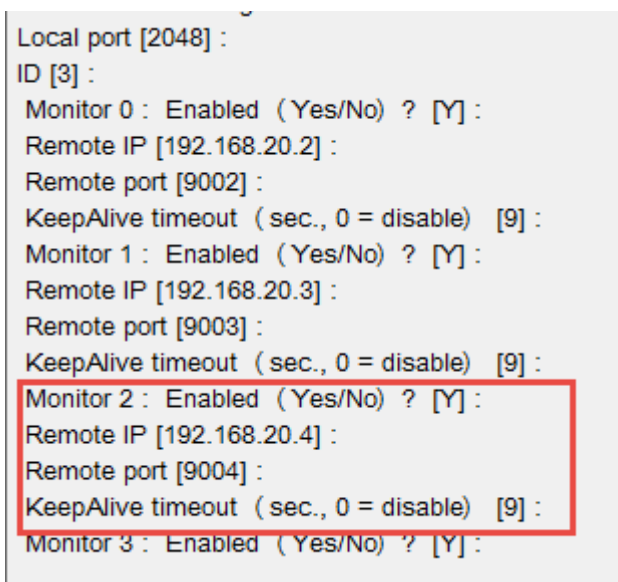 Local port [2048] :
ID [3] :
Monitor 0 : Enabled (Yes/No) ? [Y] :
Remote IP [192.168.20.2] :
Remote port [9002] :
KeepAlive timeout (sec., 0 = disable) [9] :
Monitor 1 : Enabled (Yes/No) ? [Y] :
Remote IP [192.168.20.3] :
Remote port [9003] :
KeepAlive timeout (sec., 0 = disable) [9] :
Monitor 2 : Enabled (Yes/No) ? [Y] :
Remote IP [192.168.20.4] :
Remote port [9004] :
KeepAlive timeout (sec., 0 = disable) [9] :
Monitor 3 : Enabled (Yes/No) ? [Y] :